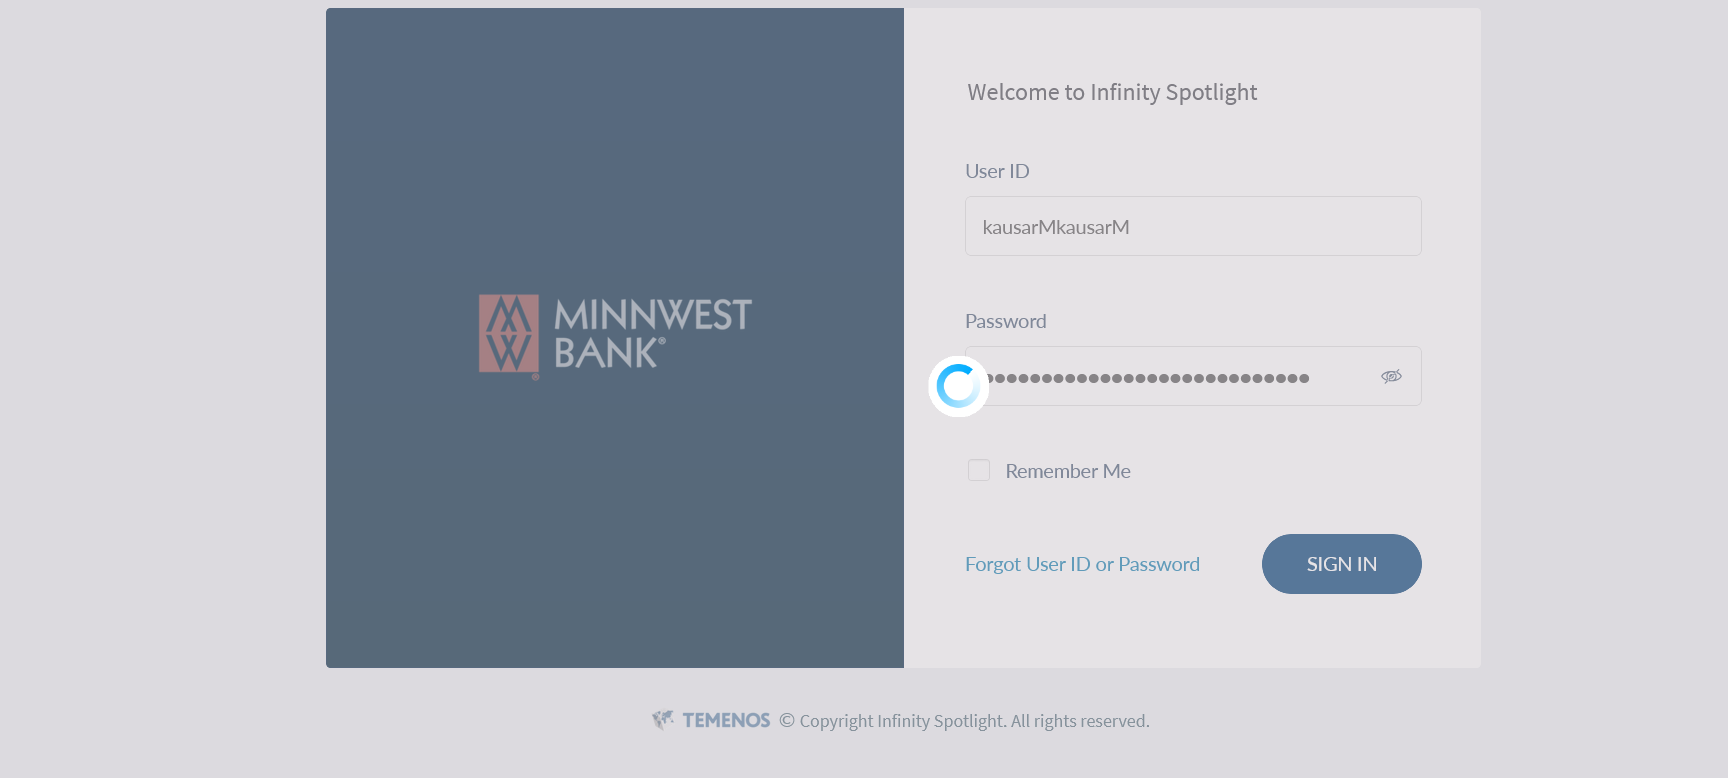 Welcome to Infinity Spotlight
User ID
kausarMkausarM
MINNWEST
BANK®
Password
Remember Me
Forgot User ID or Password
SIGN IN
TEMENOS © Copyright Infinity Spotlight. All rights reserved.